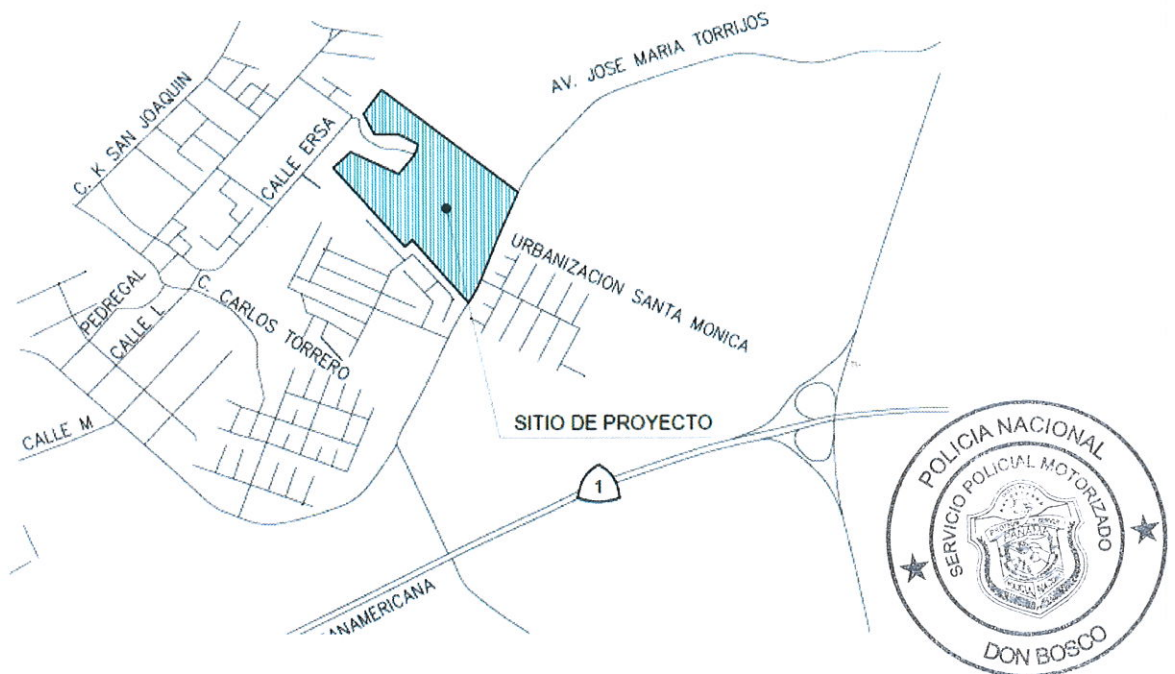 AV. JOSE MARIA TORRIJOS
C. K SAN JOAQUIN
CALLE ERSA
URBANIZACION SANTA MONICA
PEDREGAL
CALLE L
C. CARLOS TORRERO
CALLE M
SITIO DE PROYECTO
1
ANAMERICANA
POLICIA NACIONAL
SERVICIO POLICIAL MOTORIZADO
DON BOSCO